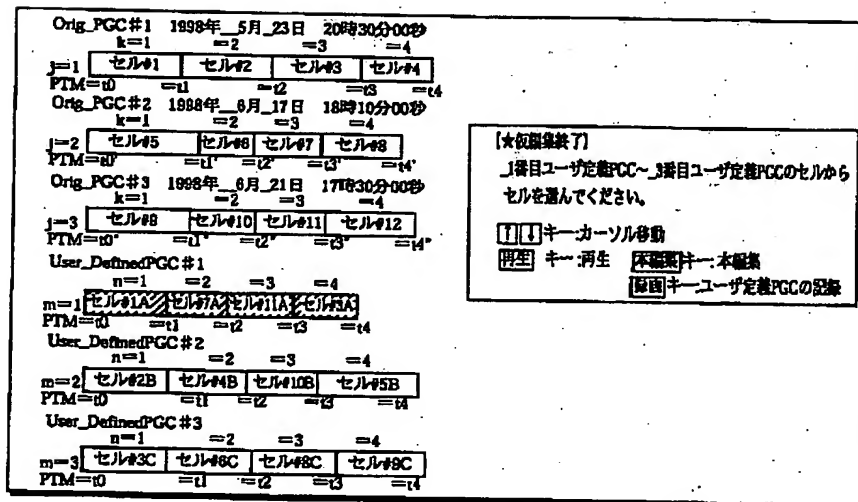 Orig_PGC#1 1998年__5月_23日 20時30分00秒
k=1 =2 =3 =4
j=1 セル#1 セル#2 セル#3 セル#4
PTM=t0 =t1 =t2 =t3 =t4
Orig_PGC#2 1998年__6月_17日 18時10分00秒
k=1 =2 =3 =4
j=2 セル#5 セル#6 セル#7 セル#8
PTM=t0' =t1' =t2' =t3' =t4'
Orig_PGC#3 1998年__6月_21日 17時30分00秒
k=1 =2 =3 =4
j=3 セル#9 セル#10 セル#11 セル#12
PTM=t0" =t1" =t2" =t3" =t4"
User_DefinedPGC#1
n=1 =2 =3 =4
m=1 セル#1A セル#7A セル#11A セル#3A
PTM=t0 =t1 =t2 =t3 =t4
User_DefinedPGC#2
n=1 =2 =3 =4
m=2 セル#2B セル#4B セル#10B セル#5B
PTM=t0 =t1 =t2 =t3 =t4
User_DefinedPGC#3
n=1 =2 =3 =4
m=3 セル#3C セル#6C セル#8C セル#9C
PTM=t0 =t1 =t2 =t3 =t4
[★仮編集終了]
_1番目ユーザ定義PGC～_3番目ユーザ定義PGCのセルから
セルを選んでください。
↑ ↓ キー:カーソル移動
再生 キー:再生 本編集 キー:本編集
録画 キー:ユーザ定義PGCの記録